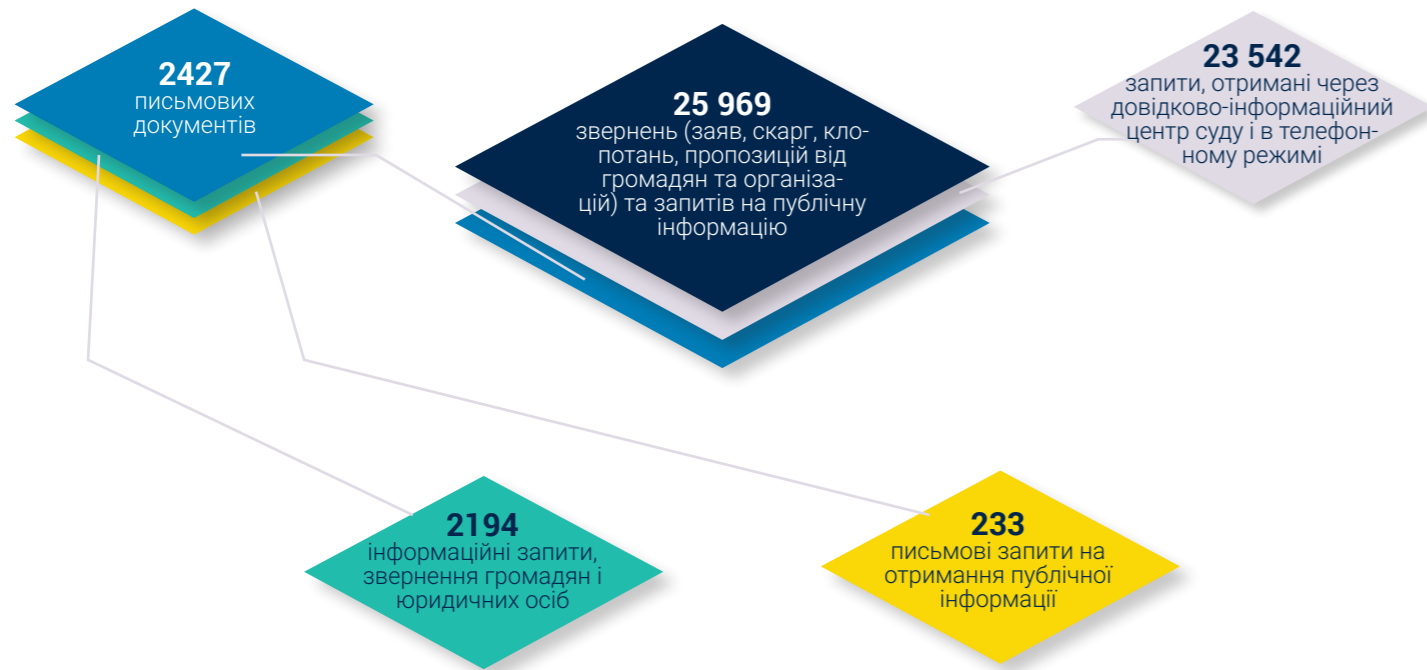 2427
письмових
документів
25 969
звернень (заяв, скарг, кло-
потань, пропозицій від
громадян та організа-
цій) та запитів на публічну
інформацію
23 542
запити, отримані через
довідково-інформаційний
центр суду і в телефон-
ному режимі
2194
інформаційні запити,
звернення громадян і
юридичних осіб
233
письмові запити на
отримання публічної
інформації